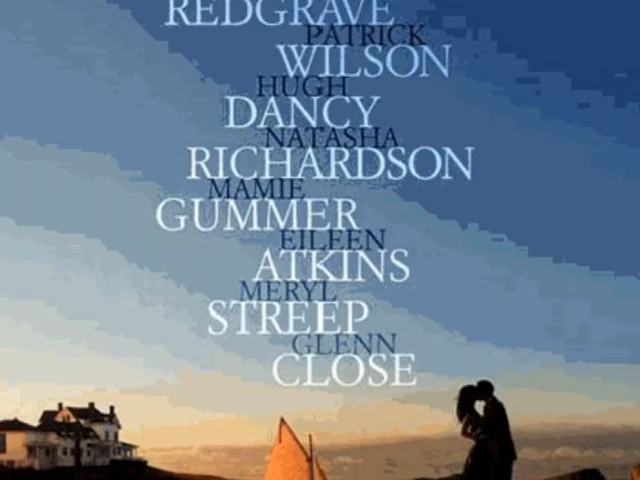 REDGRAVE
PATRICK
WILSON
HUGH
DANCY
NATASHA
RICHARDSON
MAMIE
GUMMER
EILEEN
ATKINS
MERYL
STREEP
GLENN
CLOSE